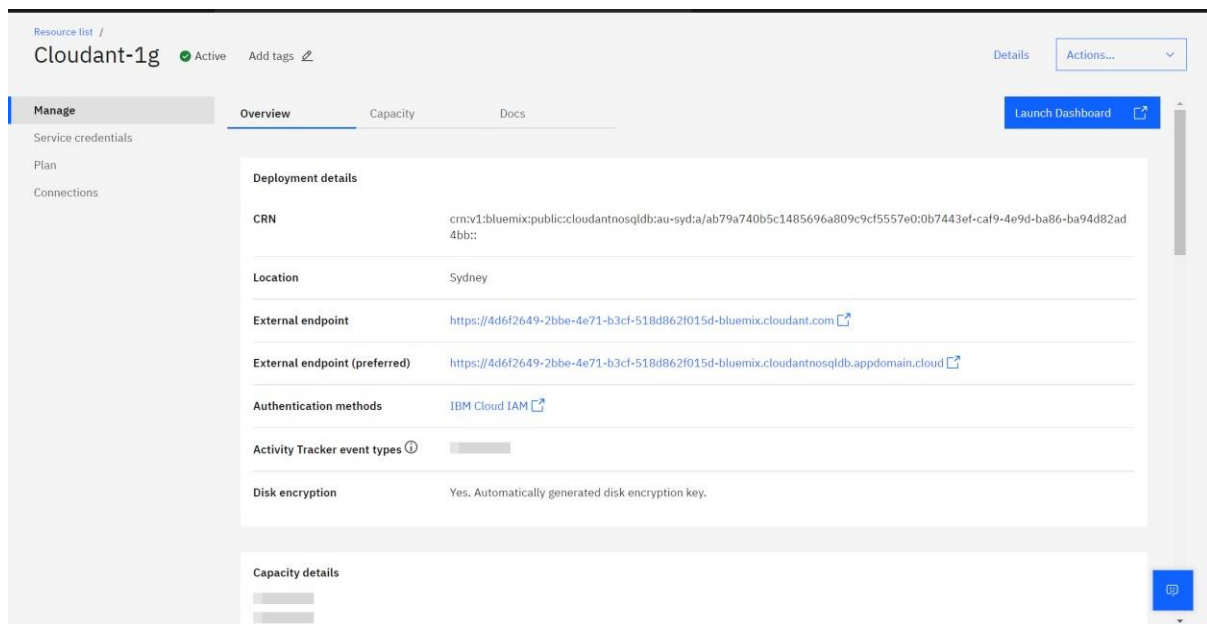 Resource list /
Cloudant-1g Active Add tags
Details Actions...
Manage
Service credentials
Plan
Connections
Overview Capacity Docs
Launch Dashboard
Deployment details
CRN crn:v1:bluemix:public:cloudantnosqldb:au-syd:a/ab79a740b5c1485696a809c9cf5557e0:0b7443ef-caf9-4e9d-ba86-ba94d82ad
4bb::
Location Sydney
External endpoint https://4d6f2649-2bbe-4e71-b3cf-518d862f015d-bluemix.cloudant.com
External endpoint (preferred) https://4d6f2649-2bbe-4e71-b3cf-518d862f015d-bluemix.cloudantnosqldb.appdomain.cloud
Authentication methods IBM Cloud IAM
Activity Tracker event types
Disk encryption Yes. Automatically generated disk encryption key.
Capacity details